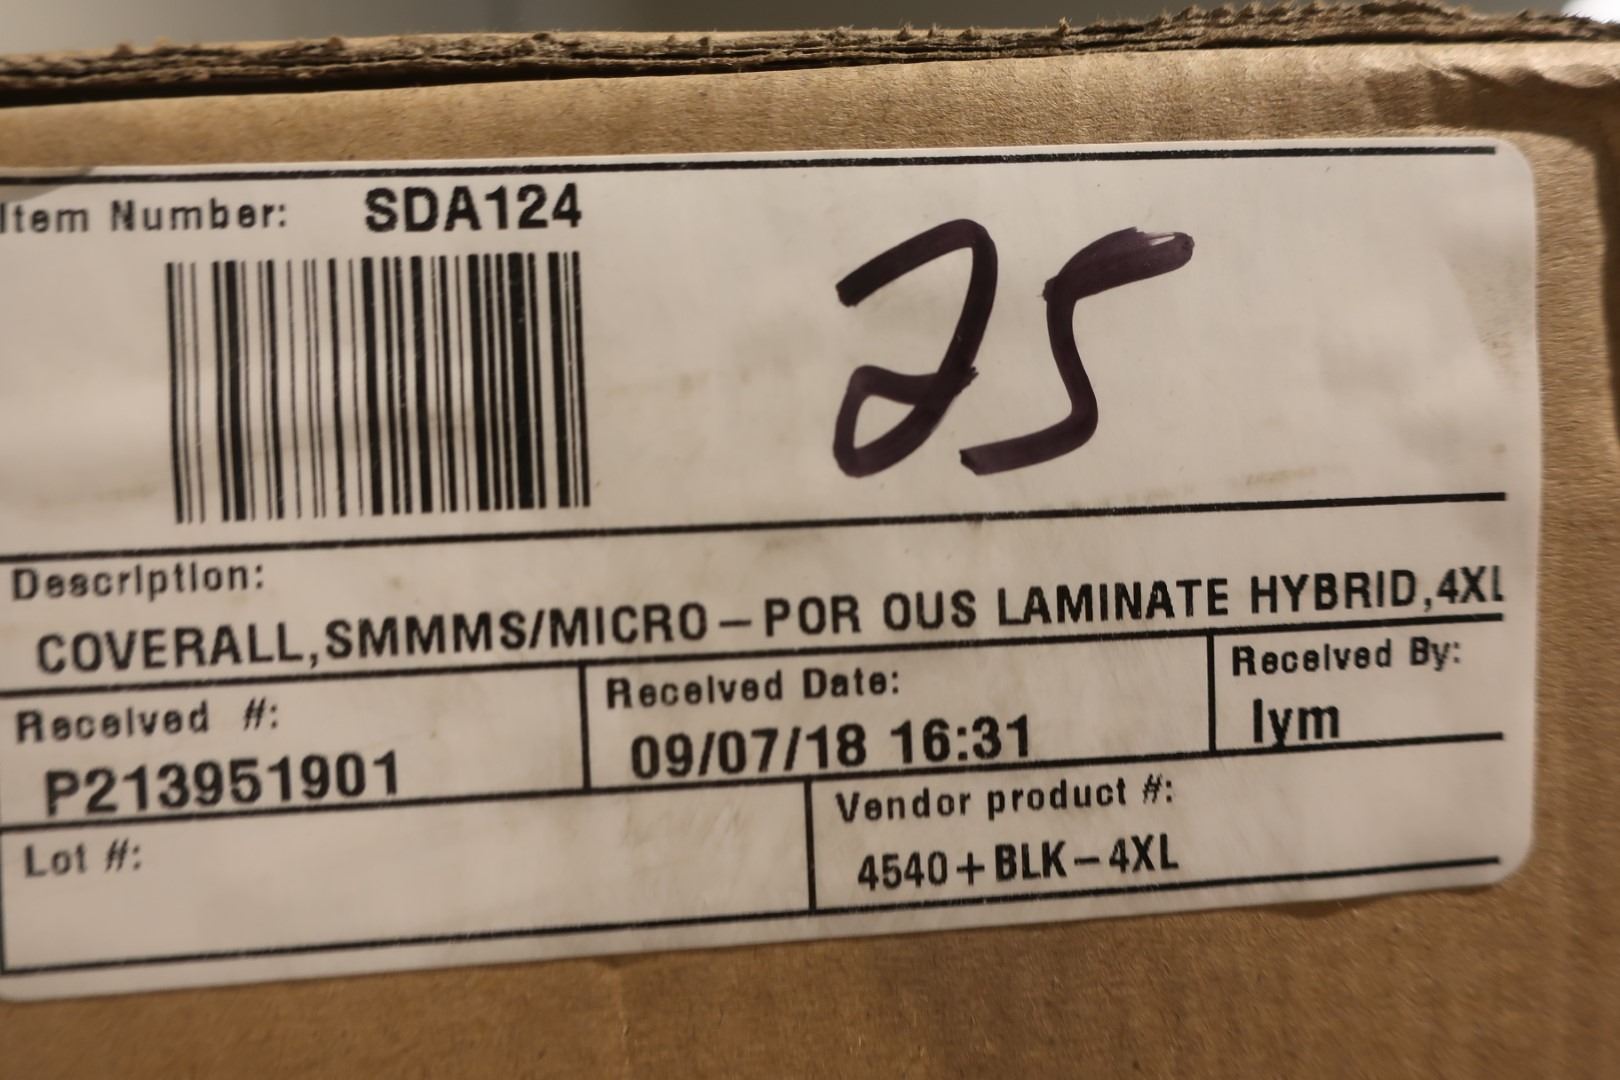 Item Number: SDA124
25
Description:
COVERALL,SMMMS/MICRO-POR OUS LAMINATE HYBRID,4XL
Received #:
P213951901
Received Date:
09/07/18 16:31
Received By:
lym
Lot #:
Vendor product #:
4540+BLK-4XL